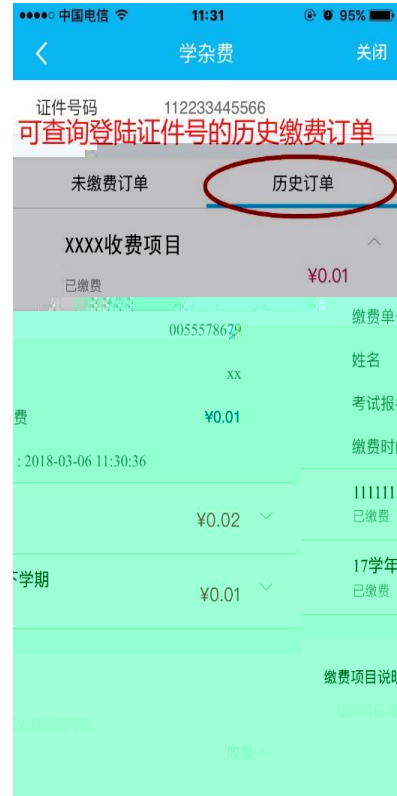 中国电信 11:31 95%
学杂费 关闭
证件号码 112233445566
可查询登陆证件号的历史缴费订单
未缴费订单 历史订单
XXXX收费项目
已缴费 ¥0.01
缴费单
0055578679
姓名
xx
考试报
费 ¥0.01
缴费时
: 2018-03-06 11:30:36
111111
已缴费
¥0.02
17学年
下学期
已缴费
¥0.01
缴费项目说明
收起